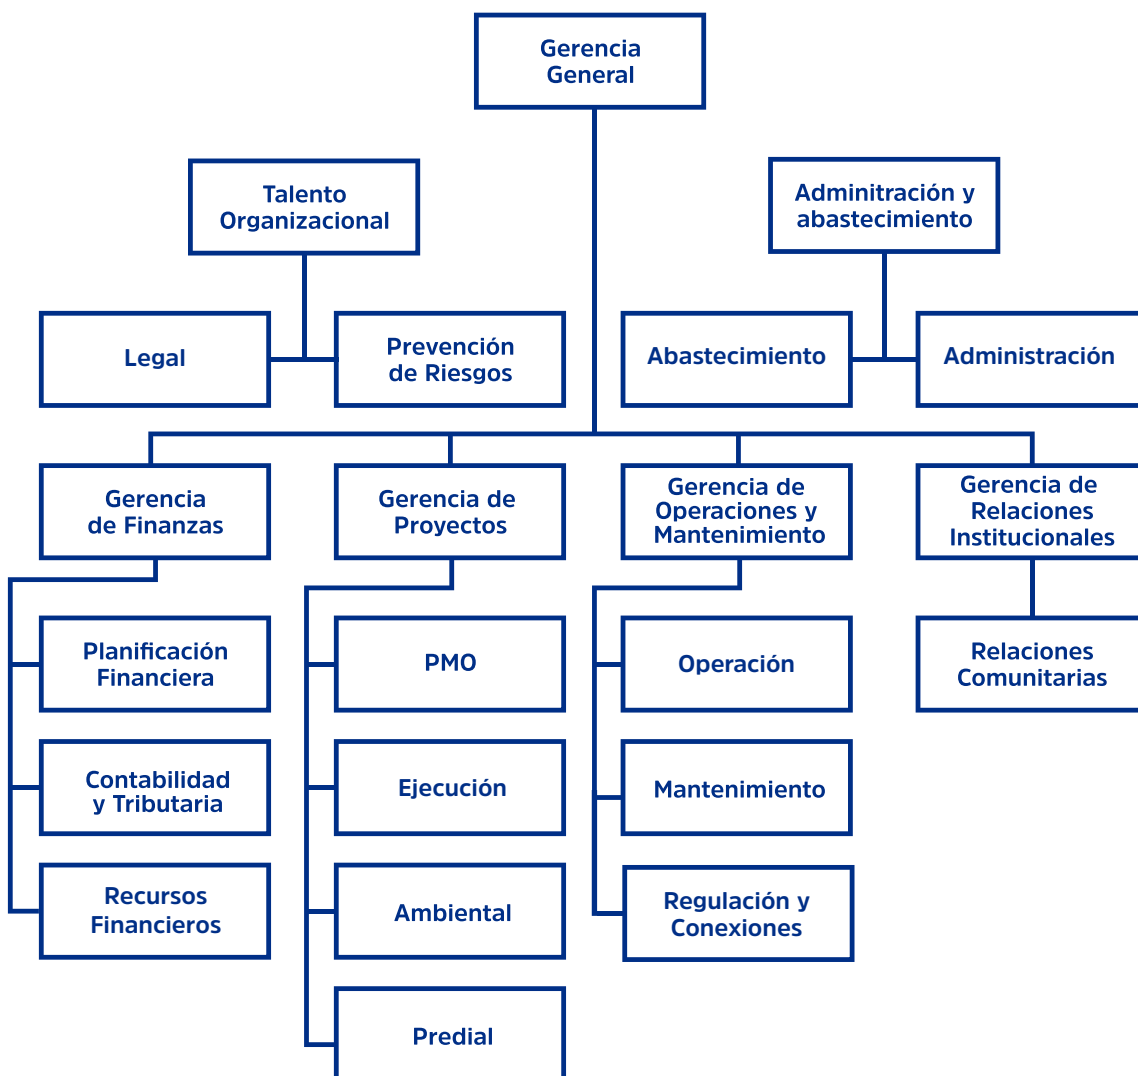 Gerencia
General
Talento
Organizacional
Adminitración y
abastecimiento
Legal
Prevención
de Riesgos
Abastecimiento
Administración
Gerencia
de Finanzas
Gerencia de
Proyectos
Gerencia de
Operaciones y
Mantenimiento
Gerencia de
Relaciones
Institucionales
Planificación
Financiera
PMO
Operación
Relaciones
Comunitarias
Contabilidad
y Tributaria
Ejecución
Mantenimiento
Recursos
Financieros
Ambiental
Regulación y
Conexiones
Predial